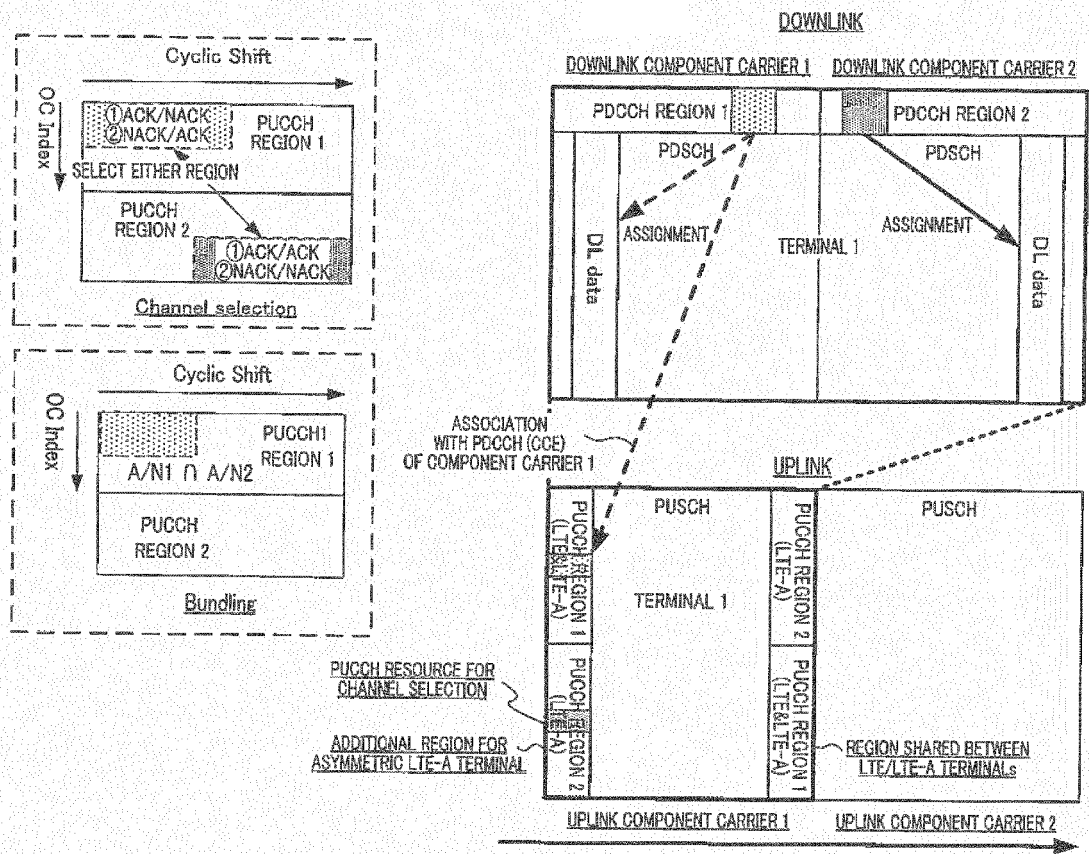 Cyclic Shift
OC Index
①ACK/NACK
②NACK/ACK
PUCCH
REGION 1
SELECT EITHER REGION
PUCCH
REGION 2
①ACK/ACK
②NACK/NACK
Channel selection
Cyclic Shift
OC Index
PUCCH1
REGION 1
A/N1 ∩ A/N2
PUCCH
REGION 2
Bundling
DOWNLINK
DOWNLINK COMPONENT CARRIER 1
DOWNLINK COMPONENT CARRIER 2
PDCCH REGION 1
PDCCH REGION 2
PDSCH
PDSCH
ASSIGNMENT
TERMINAL 1
ASSIGNMENT
DL data
DL data
ASSOCIATION
WITH PDCCH (CCE)
OF COMPONENT CARRIER 1
UPLINK
PUCCH REGION 1
(LTE&LTE-A)
PUSCH
TERMINAL 1
PUCCH REGION 2
(LTE-A)
PUSCH
PUCCH RESOURCE FOR
CHANNEL SELECTION
ADDITIONAL REGION FOR
ASYMMETRIC LTE-A TERMINAL
PUCCH REGION 2
(LTE-A)
PUCCH REGION 1
(LTE&LTE-A)
REGION SHARED BETWEEN
LTE/LTE-A TERMINALs
UPLINK COMPONENT CARRIER 1
UPLINK COMPONENT CARRIER 2